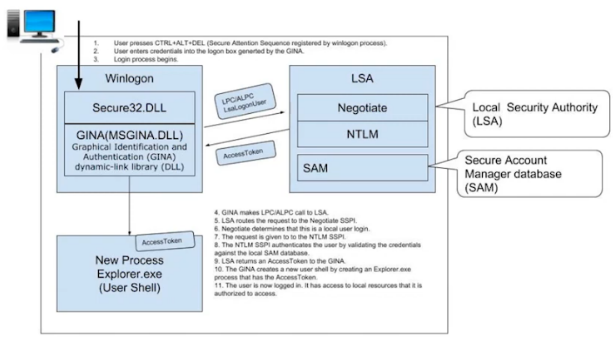 1. User presses CTRL+ALT+DEL (Secure Attention Sequence registered by winlogon process).
2. User enters credentials into the logon box generted by the GINA.
3. Login process begins.
Winlogon
Secure32.DLL
GINA(MSGINA.DLL)
Graphical Identification and
Authentication (GINA)
dynamic-link library (DLL)
LPC/ALPC
LsaLogonUser
AccessToken
LSA
Negotiate
NTLM
SAM
Local Security Authority
(LSA)
Secure Account
Manager database
(SAM)
AccessToken
New Process
Explorer.exe
(User Shell)
4. GINA makes LPC/ALPC call to LSA.
5. LSA routes the request to the Negotiate SSPI.
6. Negotiate determines that this is a local user login.
7. The request is given to to the NTLM SSPI.
8. The NTLM SSPI authenticates the user by validating the credentials
against the local SAM database.
9. LSA returns an AccessToken to the GINA.
10. The GINA creates a new user shell by creating an Explorer.exe
process that has the AccessToken.
11. The user is now logged in. It has access to local resources that it is
authorized to access.